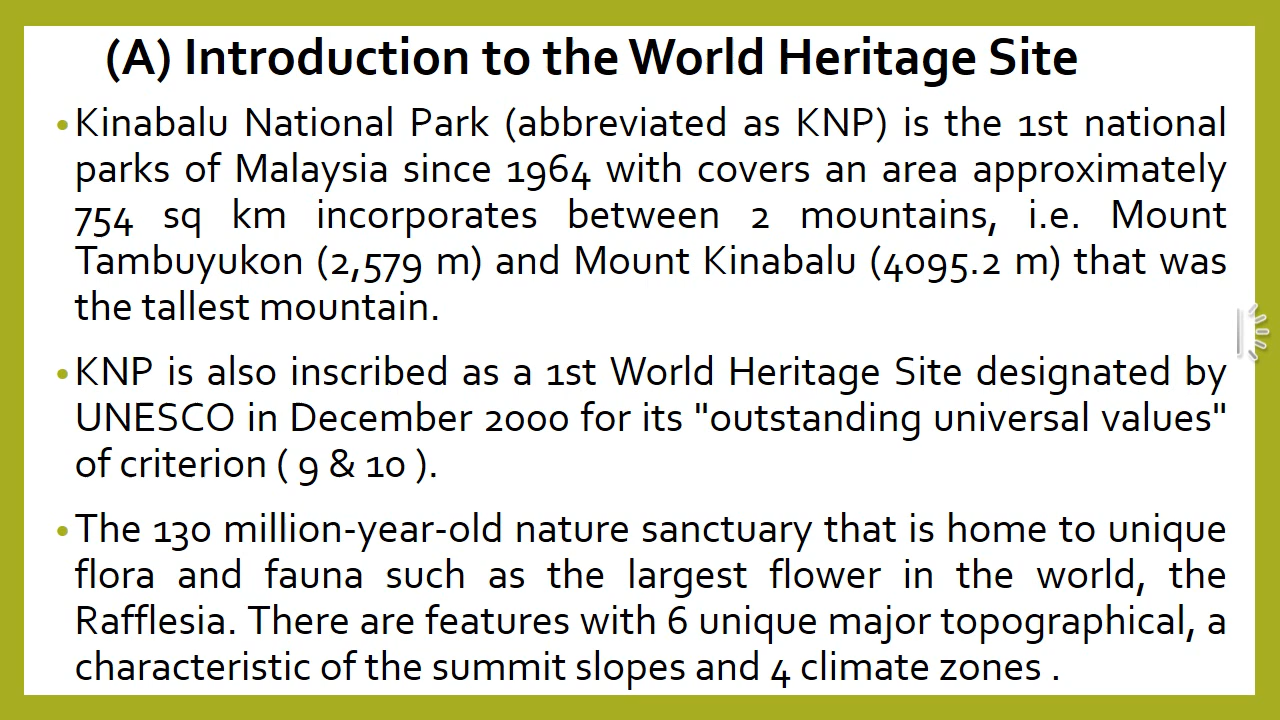 (A) Introduction to the World Heritage Site
•Kinabalu National Park (abbreviated as KNP) is the 1st national
parks of Malaysia since 1964 with covers an area approximately
754 sq km incorporates between 2 mountains, i.e. Mount
Tambuyukon (2,579 m) and Mount Kinabalu (4095.2 m) that was
the tallest mountain.
•KNP is also inscribed as a 1st World Heritage Site designated by
UNESCO in December 2000 for its "outstanding universal values"
of criterion ( 9 & 10 ).
•The 130 million-year-old nature sanctuary that is home to unique
flora and fauna such as the largest flower in the world, the
Rafflesia. There are features with 6 unique major topographical, a
characteristic of the summit slopes and 4 climate zones .